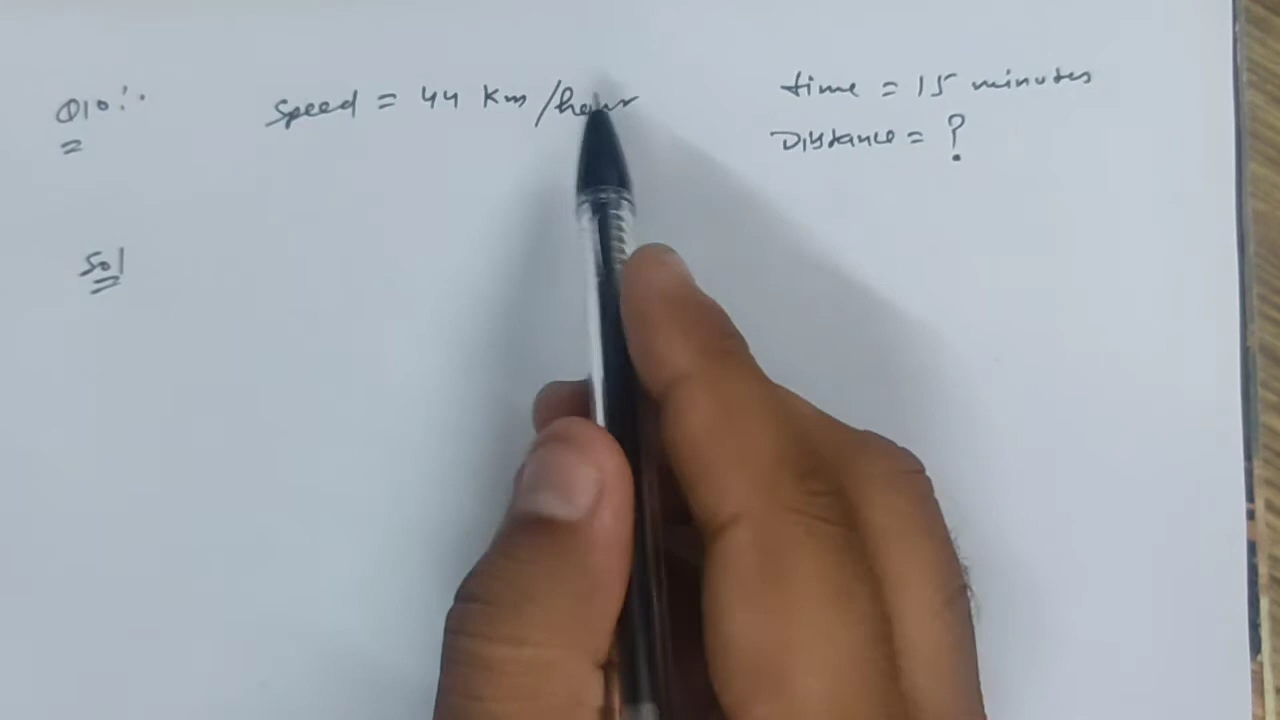 Q10:. Speed = 44 Km/hour time = 15 minutes
Distance = ?
Sol